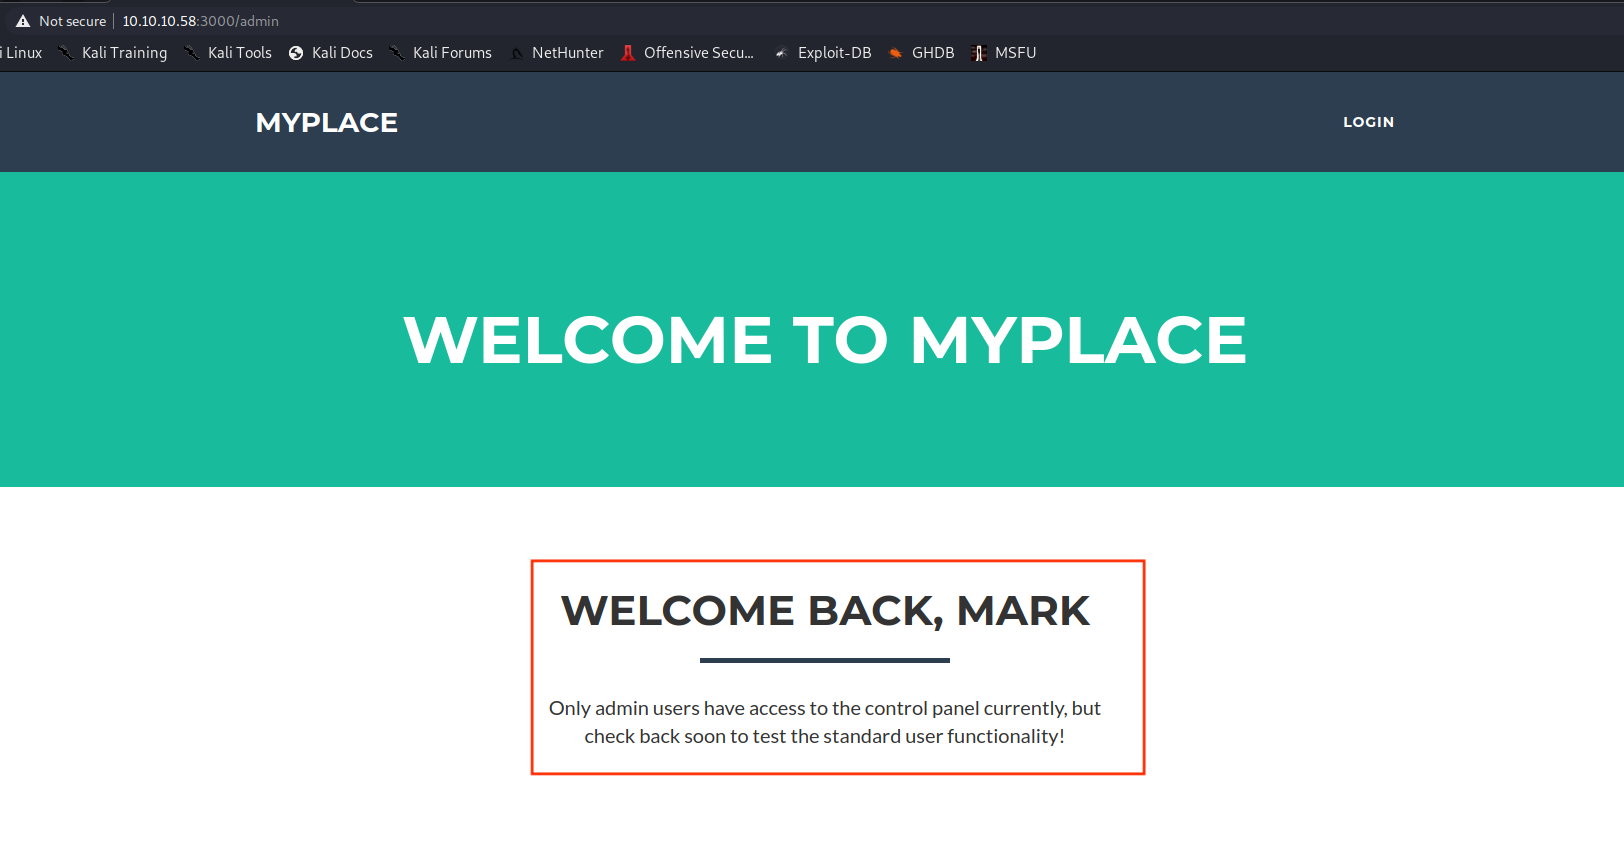 Not secure 10.10.10.58:3000/admin
i Linux Kali Training Kali Tools Kali Docs Kali Forums NetHunter Offensive Secu... Exploit-DB GHDB MSFU
MYPLACE LOGIN
WELCOME TO MYPLACE
WELCOME BACK, MARK
Only admin users have access to the control panel currently, but
check back soon to test the standard user functionality!